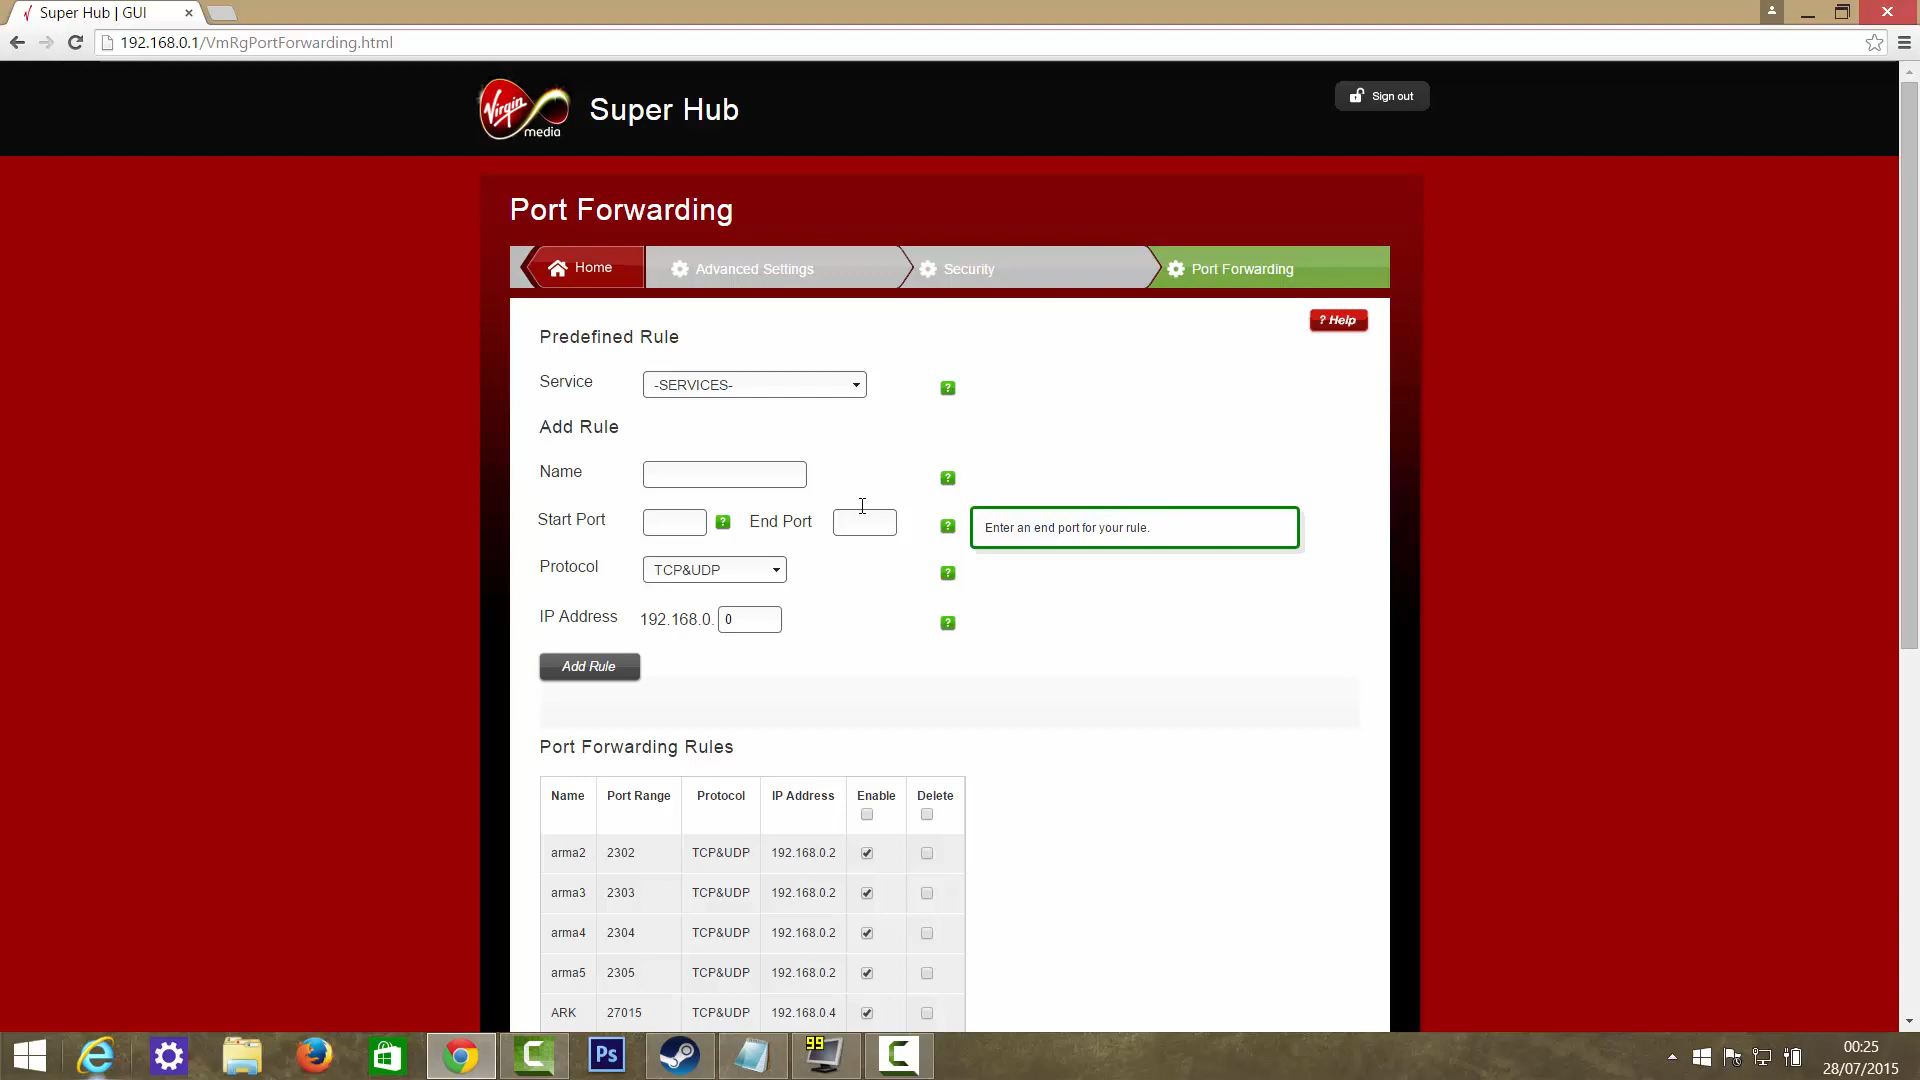 Super Hub | GUI
192.168.0.1/VmRgPortForwarding.html
Virgin media
Super Hub
Sign out
Port Forwarding
Home
Advanced Settings
Security
Port Forwarding
? Help
Predefined Rule
Service -SERVICES- ?
Add Rule
Name ?
Start Port ? End Port ? Enter an end port for your rule.
Protocol TCP&UDP ?
IP Address 192.168.0. 0 ?
Add Rule
Port Forwarding Rules
Name Port Range Protocol IP Address Enable Delete
arma2 2302 TCP&UDP 192.168.0.2
arma3 2303 TCP&UDP 192.168.0.2
arma4 2304 TCP&UDP 192.168.0.2
arma5 2305 TCP&UDP 192.168.0.2
ARK 27015 TCP&UDP 192.168.0.4
Ps
99
00:25
28/07/2015